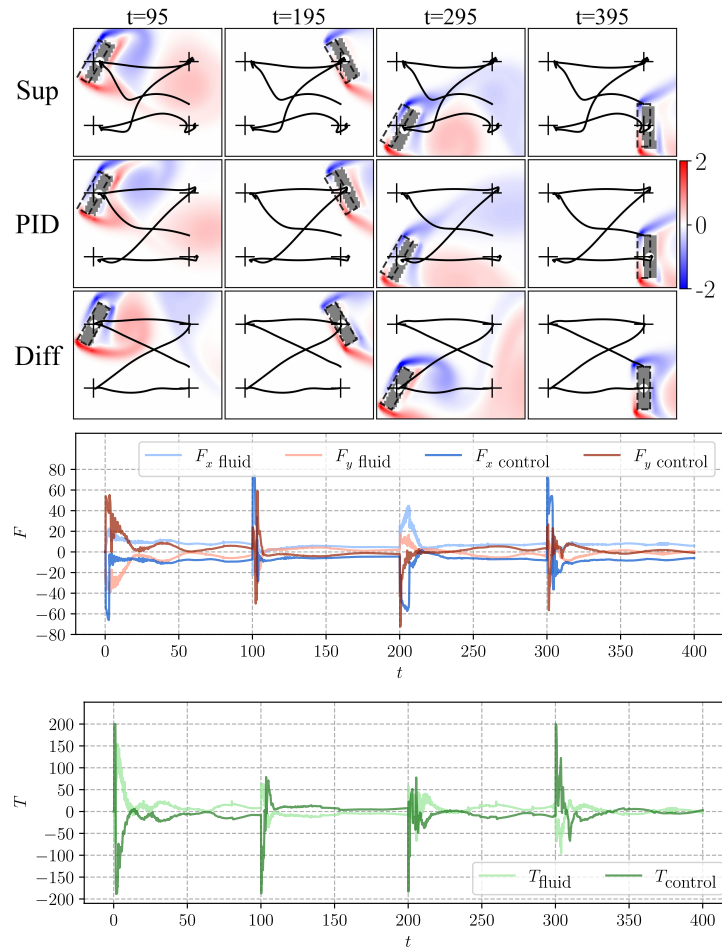 t=95 t=195 t=295 t=395
Sup
PID
Diff
2
0
-2
F_x fluid F_y fluid F_x control F_y control
80
60
40
20
0
−20
−40
−60
−80
F
0 50 100 150 200 250 300 350 400
t
200
150
100
50
0
−50
−100
−150
−200
T
T_fluid T_control
0 50 100 150 200 250 300 350 400
t